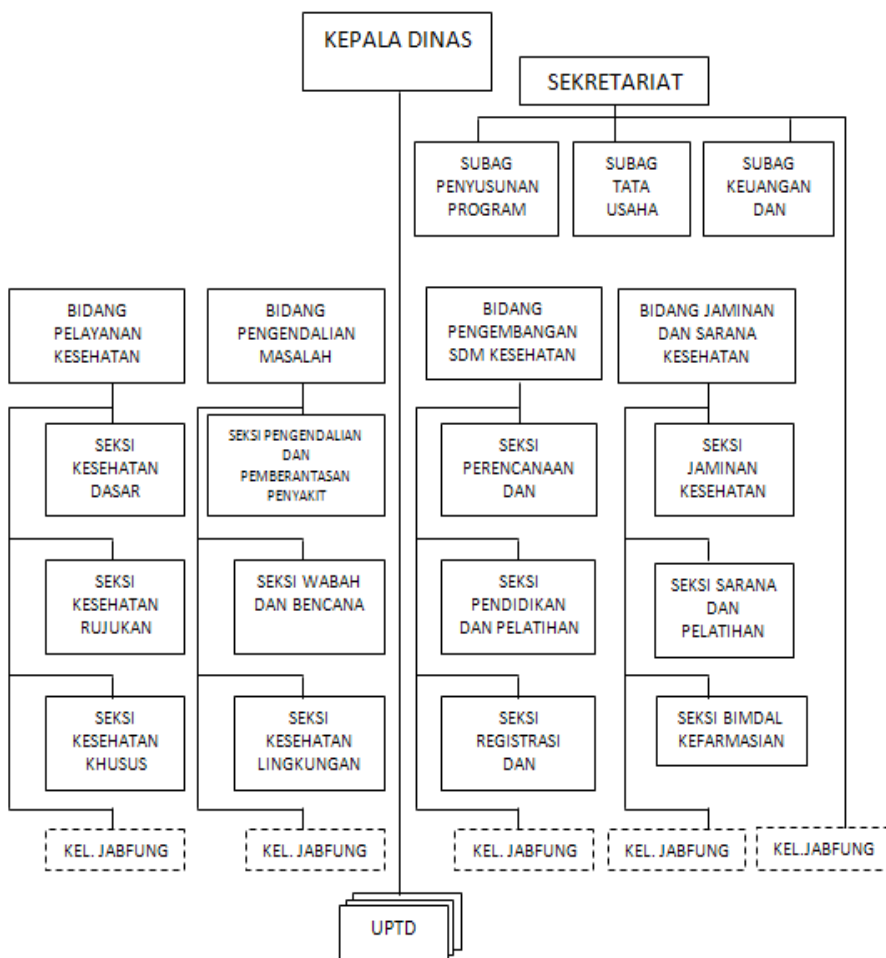 KEPALA DINAS
SEKRETARIAT
SUBAG
PENYUSUNAN
PROGRAM
SUBAG
TATA
USAHA
SUBAG
KEUANGAN
DAN
BIDANG
PELAYANAN
KESEHATAN
BIDANG
PENGENDALIAN
MASALAH
BIDANG
PENGEMBANGAN
SDM KESEHATAN
BIDANG JAMINAN
DAN SARANA
KESEHATAN
SEKSI
KESEHATAN
DASAR
SEKSI PENGENDALIAN
DAN
PEMBERANTASAN
PENYAKIT
SEKSI
PERENCANAAN
DAN
SEKSI
JAMINAN
KESEHATAN
SEKSI
KESEHATAN
RUJUKAN
SEKSI WABAH
DAN BENCANA
SEKSI
PENDIDIKAN
DAN PELATIHAN
SEKSI SARANA
DAN
PELATIHAN
SEKSI
KESEHATAN
KHUSUS
SEKSI
KESEHATAN
LINGKUNGAN
SEKSI
REGISTRASI
DAN
SEKSI BIMDAL
KEFARMASIAN
KEL. JABFUNG
KEL. JABFUNG
KEL. JABFUNG
KEL. JABFUNG
KEL.JABFUNG
UPTD